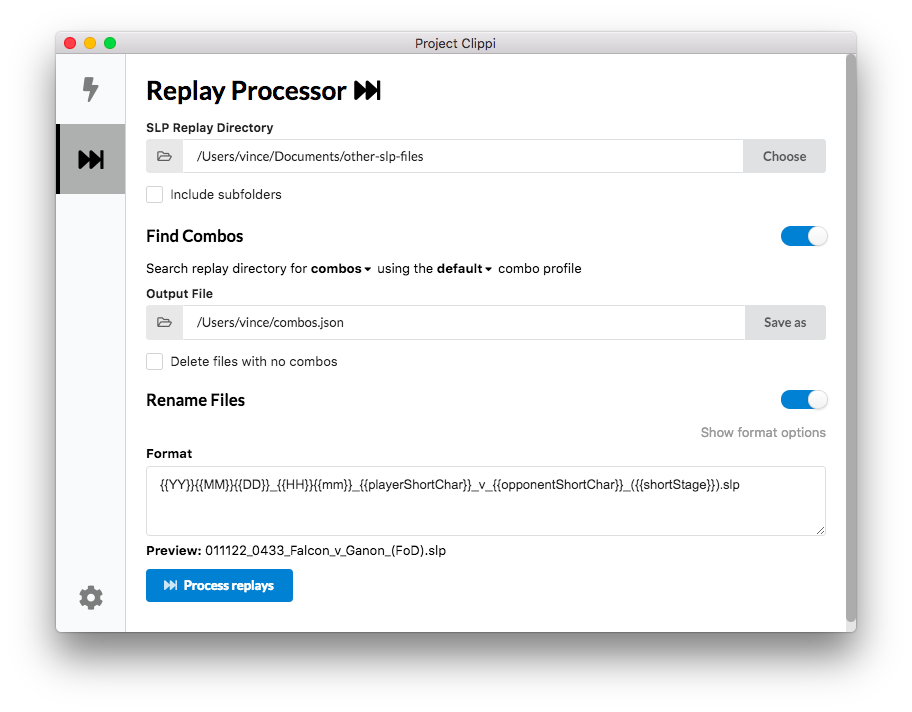 Project Clippi
Replay Processor
SLP Replay Directory
/Users/vince/Documents/other-slp-files
Choose
Include subfolders
Find Combos
Search replay directory for combos using the default combo profile
Output File
/Users/vince/combos.json
Save as
Delete files with no combos
Rename Files
Show format options
Format
{{YY}}{{MM}}{{DD}}_{{HH}}{{mm}}_{{playerShortChar}}_v_{{opponentShortChar}}_({{shortStage}}).slp
Preview: 011122_0433_Falcon_v_Ganon_(FoD).slp
Process replays